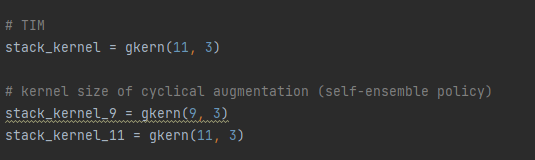 # TIM
stack_kernel = gkern(11, 3)
# kernel size of cyclical augmentation (self-ensemble policy)
stack_kernel_9 = gkern(9, 3)
stack_kernel_11 = gkern(11, 3)